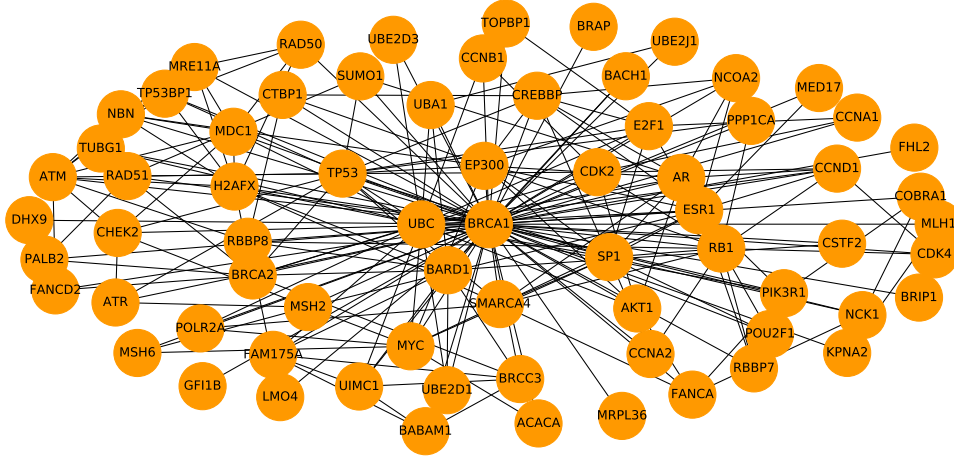 TOPBP1
BRAP
UBE2D3
UBE2J1
RAD50
CCNB1
MRE11A
SUMO1
BACH1
NCOA2
MED17
TP53BP1
CTBP1
CREBBP
UBA1
NBN
CCNA1
E2F1
PPP1CA
MDC1
TUBG1
FHL2
EP300
CCND1
ATM
RAD51
TP53
CDK2
AR
H2AFX
COBRA1
ESR1
DHX9
UBC
BRCA1
MLH1
CHEK2
RBBP8
CSTF2
RB1
CDK4
PALB2
SP1
BRCA2
BARD1
FANCD2
PIK3R1
BRIP1
ATR
SMARCA4
MSH2
AKT1
NCK1
POLR2A
POU2F1
MYC
MSH6
FAM175A
CCNA2
KPNA2
RBBP7
BRCC3
GFI1B
UIMC1
UBE2D1
LMO4
FANCA
MRPL36
ACACA
BABAM1